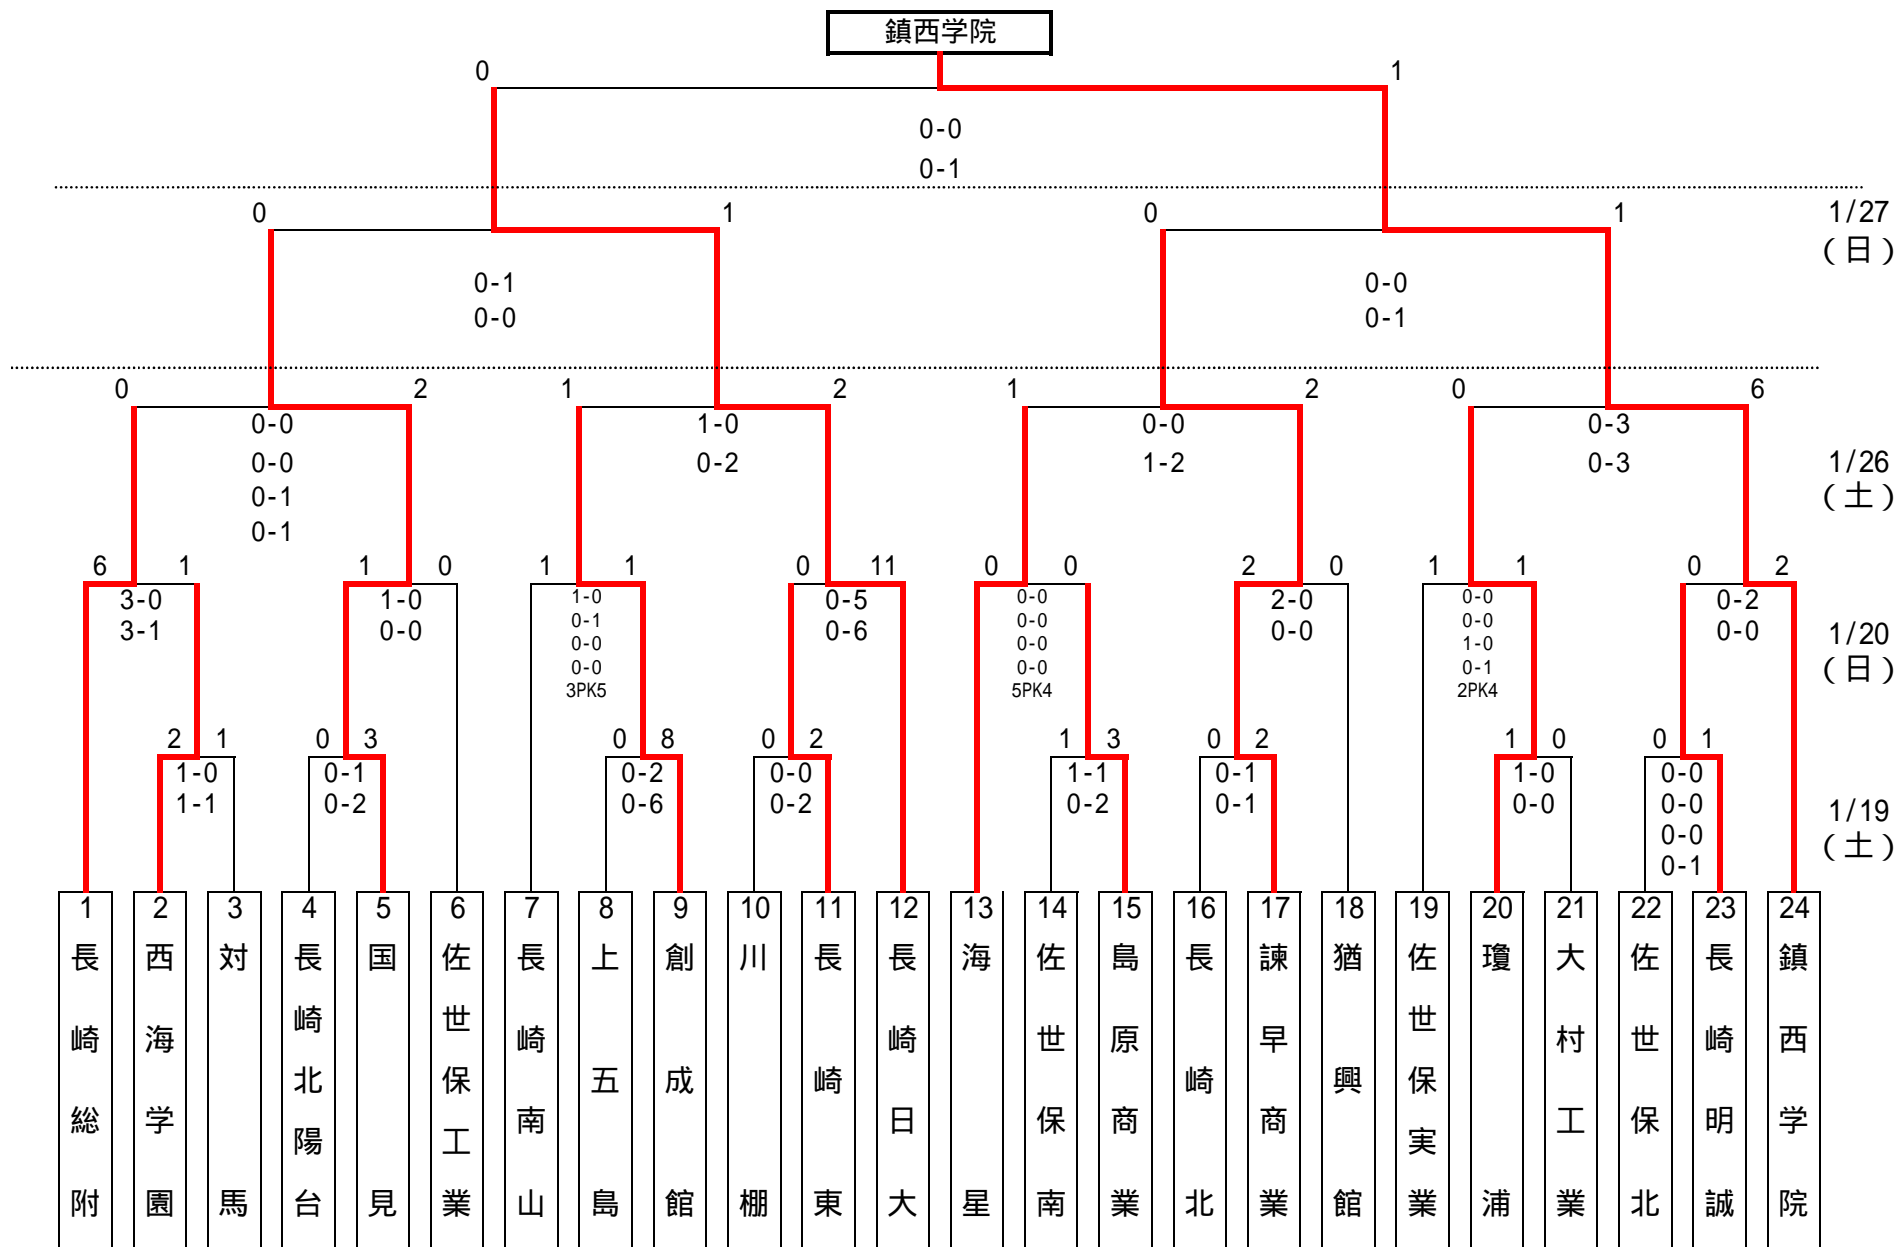 鎮西学院
0 1
0-0
0-1
0 1 0 1 1/27
(日)
0-1 0-0
0-0 0-1
0 2 1 2 1 2 0 6
0-0 1-0 0-0 0-3
0-0 0-2 1-2 0-3 1/26
0-1 (土)
0-1
6 1 1 0 1 1 0 11 0 0 2 0 1 1 0 2
3-0 1-0 1-0 0-5 0-0 2-0 0-0 0-2
3-1 0-0 0-1 0-6 0-0 0-0 0-0 0-0 1/20
0-0 0-0 1-0
0-0 0-0 0-1 (日)
3PK5 5PK4 2PK4
2 1 0 3 0 8 0 2 1 3 0 2 1 0 0 1
1-0 0-1 0-2 0-0 1-1 0-1 1-0 0-0
1-1 0-2 0-6 0-2 0-2 0-1 0-0 0-0 1/19
0-0 (土)
0-1
1 長崎総附
2 西海学園
3 対馬
4 長崎北陽台
5 国見
6 佐世保工業
7 長崎南山
8 上五島
9 創成館
10 川棚
11 長崎東
12 長崎日大
13 海星
14 佐世保南
15 島原商業
16 長崎北
17 諫早商業
18 猶興館
19 佐世保実業
20 瓊浦
21 大村工業
22 佐世保北
23 長崎明誠
24 鎮西学院